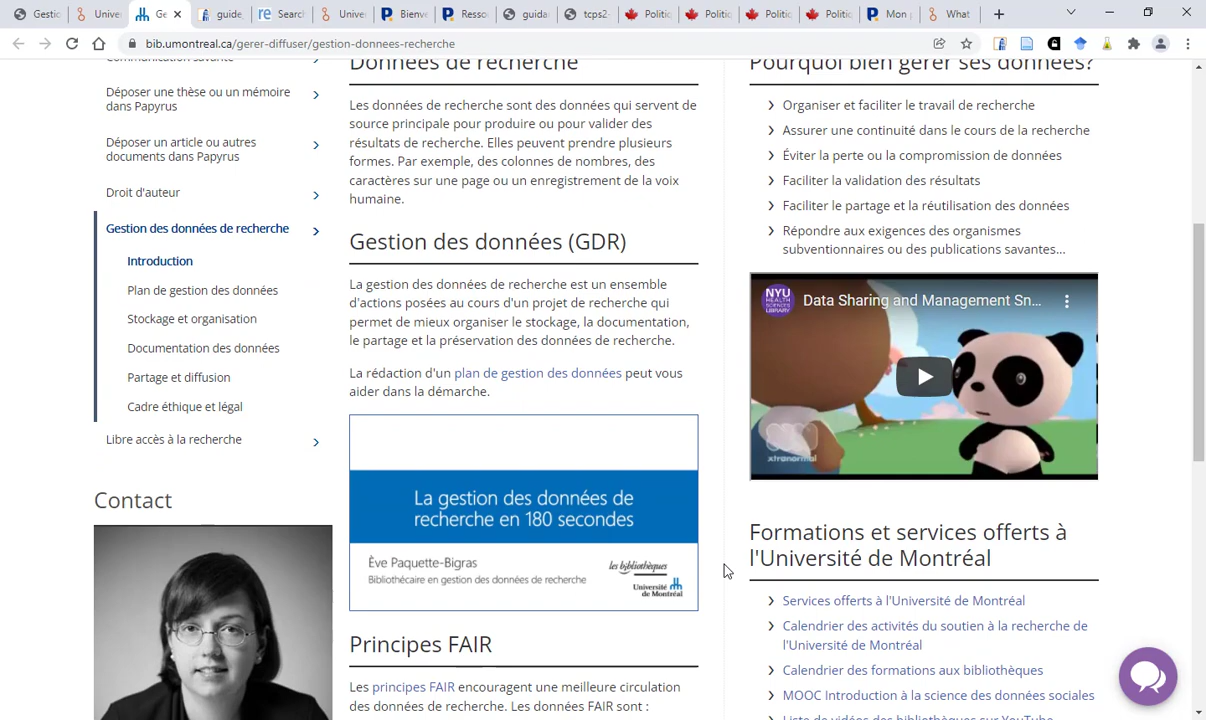 Gestic
Univer
Ge
guide_
Search
Univer
Bienve
Resso
guida
tcps2-
Politiq
Politiq
Politiq
Politiq
Mon p
What
bib.umontreal.ca/gerer-diffuser/gestion-donnees-recherche
Communication savante
Déposer une thèse ou un mémoire
dans Papyrus
Déposer un article ou autres
documents dans Papyrus
Droit d'auteur
Gestion des données de recherche
Introduction
Plan de gestion des données
Stockage et organisation
Documentation des données
Partage et diffusion
Cadre éthique et légal
Libre accès à la recherche
Contact
Données de recherche
Les données de recherche sont des données qui servent de
source principale pour produire ou pour valider des
résultats de recherche. Elles peuvent prendre plusieurs
formes. Par exemple, des colonnes de nombres, des
caractères sur une page ou un enregistrement de la voix
humaine.
Gestion des données (GDR)
La gestion des données de recherche est un ensemble
d'actions posées au cours d'un projet de recherche qui
permet de mieux organiser le stockage, la documentation,
le partage et la préservation des données de recherche.
La rédaction d'un plan de gestion des données peut vous
aider dans la démarche.
La gestion des données de
recherche en 180 secondes
Ève Paquette-Bigras
Bibliothécaire en gestion des données de recherche
les bibliothèques
Université
de Montréal
Principes FAIR
Les principes FAIR encouragent une meilleure circulation
des données de recherche. Les données FAIR sont :
Pourquoi bien gérer ses données?
Organiser et faciliter le travail de recherche
Assurer une continuité dans le cours de la recherche
Éviter la perte ou la compromission de données
Faciliter la validation des résultats
Faciliter le partage et la réutilisation des données
Répondre aux exigences des organismes
subventionnaires ou des publications savantes...
NYU
HEALTH
SCIENCES
LIBRARY
Data Sharing and Management Sn...
xtranormal
Formations et services offerts à
l'Université de Montréal
Services offerts à l'Université de Montréal
Calendrier des activités du soutien à la recherche de
l'Université de Montréal
Calendrier des formations aux bibliothèques
MOOC Introduction à la science des données sociales
Liste de vidéos des bibliothèques sur YouTube